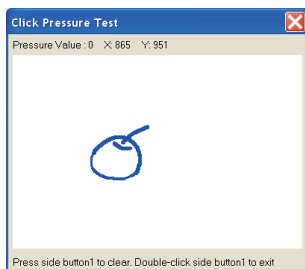 Click Pressure Test
Pressure Value : 0 X: 865 Y: 951
Press side button1 to clear. Double-click side button1 to exit